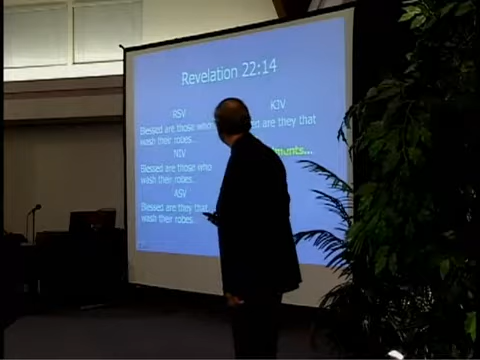 Revelation 22:14
RSV
Blessed are those who
wash their robes...
NIV
Blessed are those who
wash their robes...
ASV
Blessed are they that
wash their robes
KJV
are they that